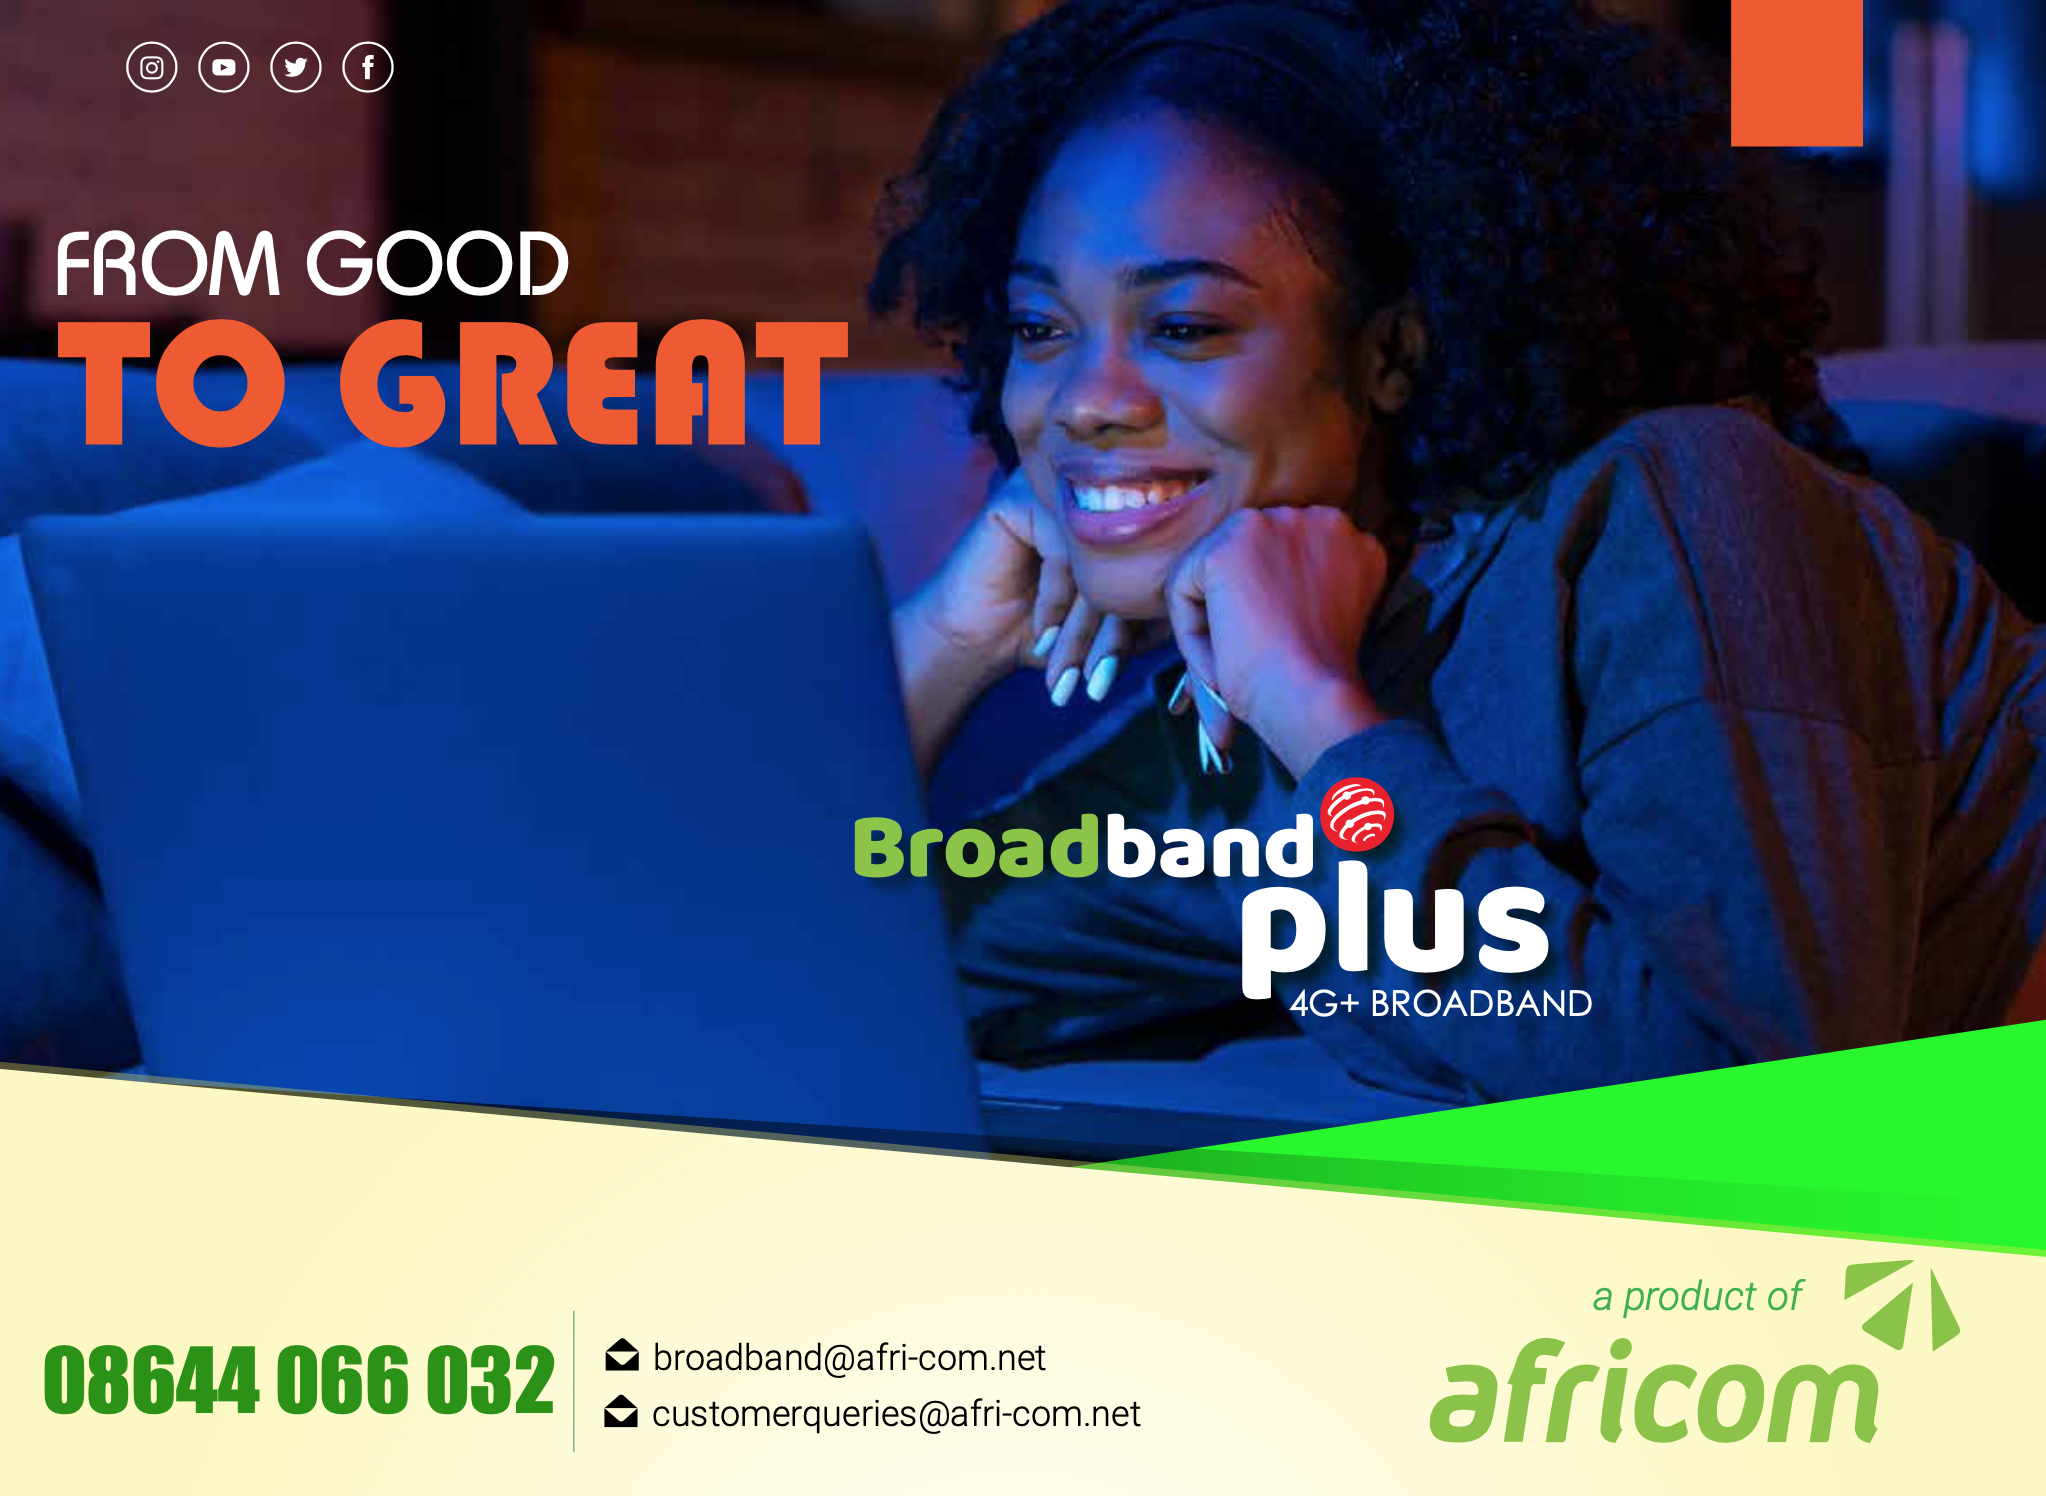 FROM GOOD
TO GREAT
Broadband
plus
4G+ BROADBAND
08644 066 032
broadband@afri-com.net
customerqueries@afri-com.net
a product of
africom